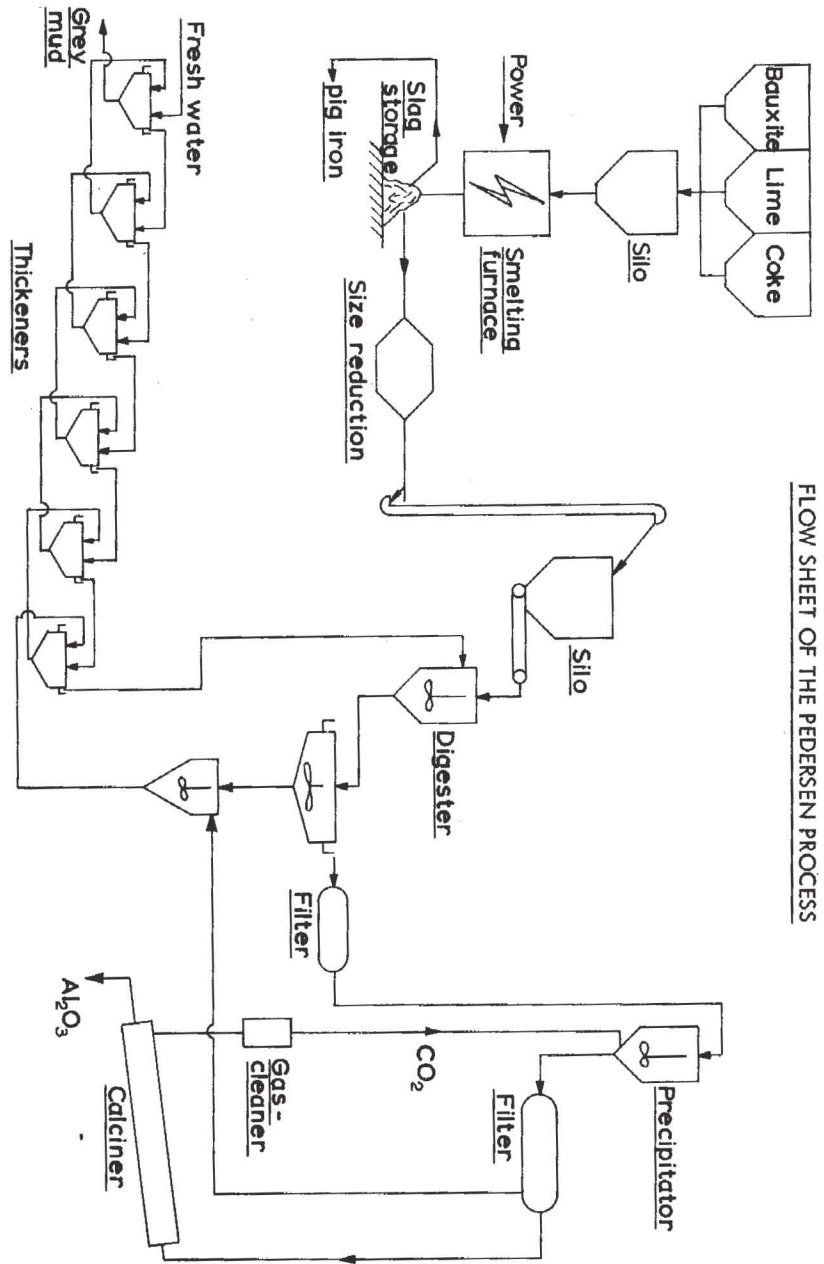 FLOW SHEET OF THE PEDERSEN PROCESS
Bauxite
Lime
Coke
Silo
Power
Smelting
furnace
Slag
storage
pig iron
Size reduction
Silo
Digester
Filter
Precipitator
Filter
CO₂
Gas-
cleaner
Al₂O₃
Calciner
Fresh water
Grey
mud
Thickeners